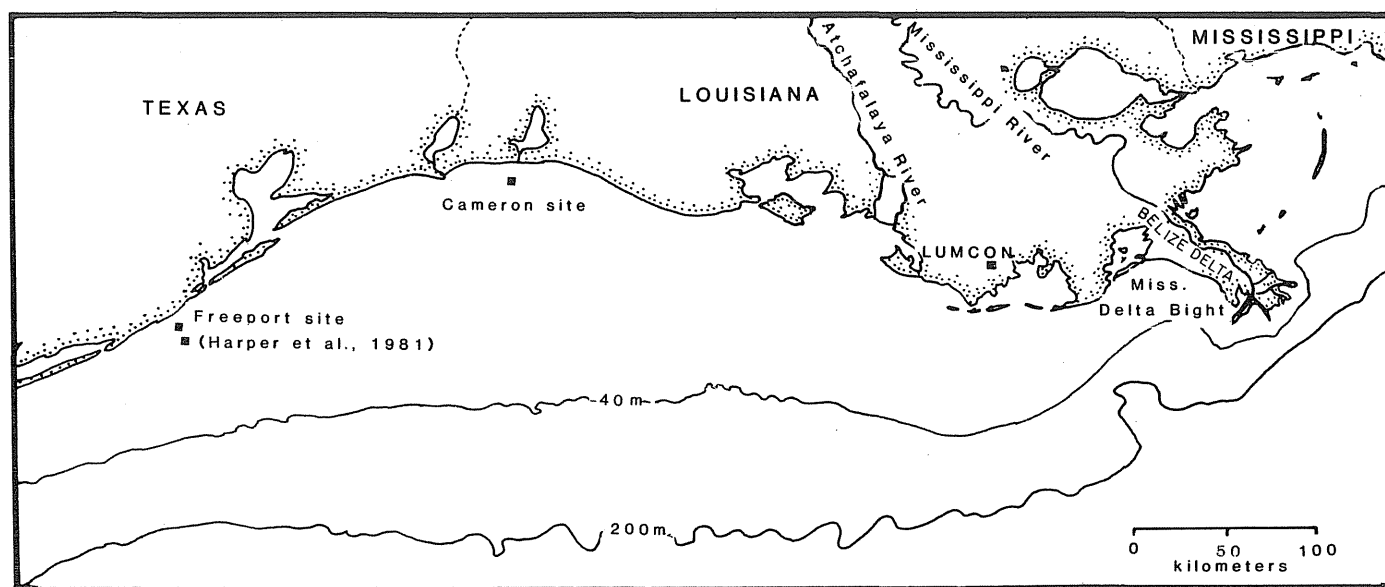 MISSISSIPPI
TEXAS
LOUISIANA
Atchafalaya River
Mississippi River
Cameron site
BELIZE DELTA
LUMCON
Miss.
Delta Bight
Freeport site
(Harper et al., 1981)
40 m
200 m
0 50 100
kilometers